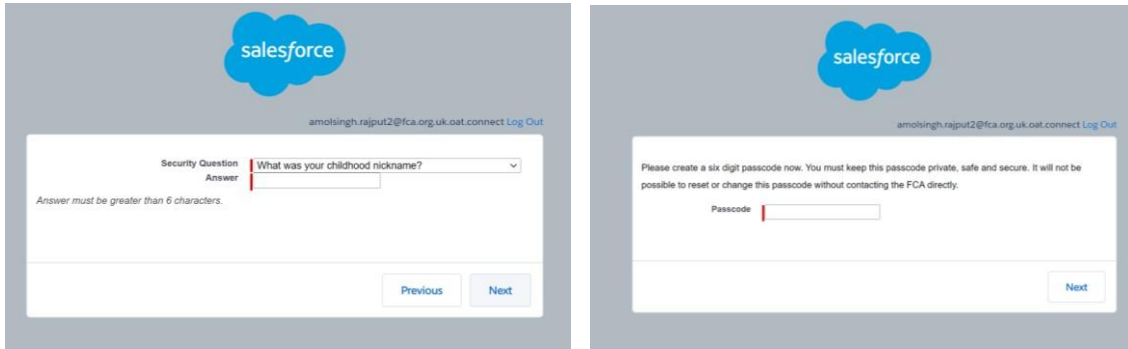 salesforce
amolsingh.rajput2@fca.org.uk.oat.connect Log Out
Security Question What was your childhood nickname?
Answer
Answer must be greater than 6 characters.
Previous Next
salesforce
amolsingh.rajput2@fca.org.uk.oat.connect Log Out
Please create a six digit passcode now. You must keep this passcode private, safe and secure. It will not be
possible to reset or change this passcode without contacting the FCA directly.
Passcode
Next